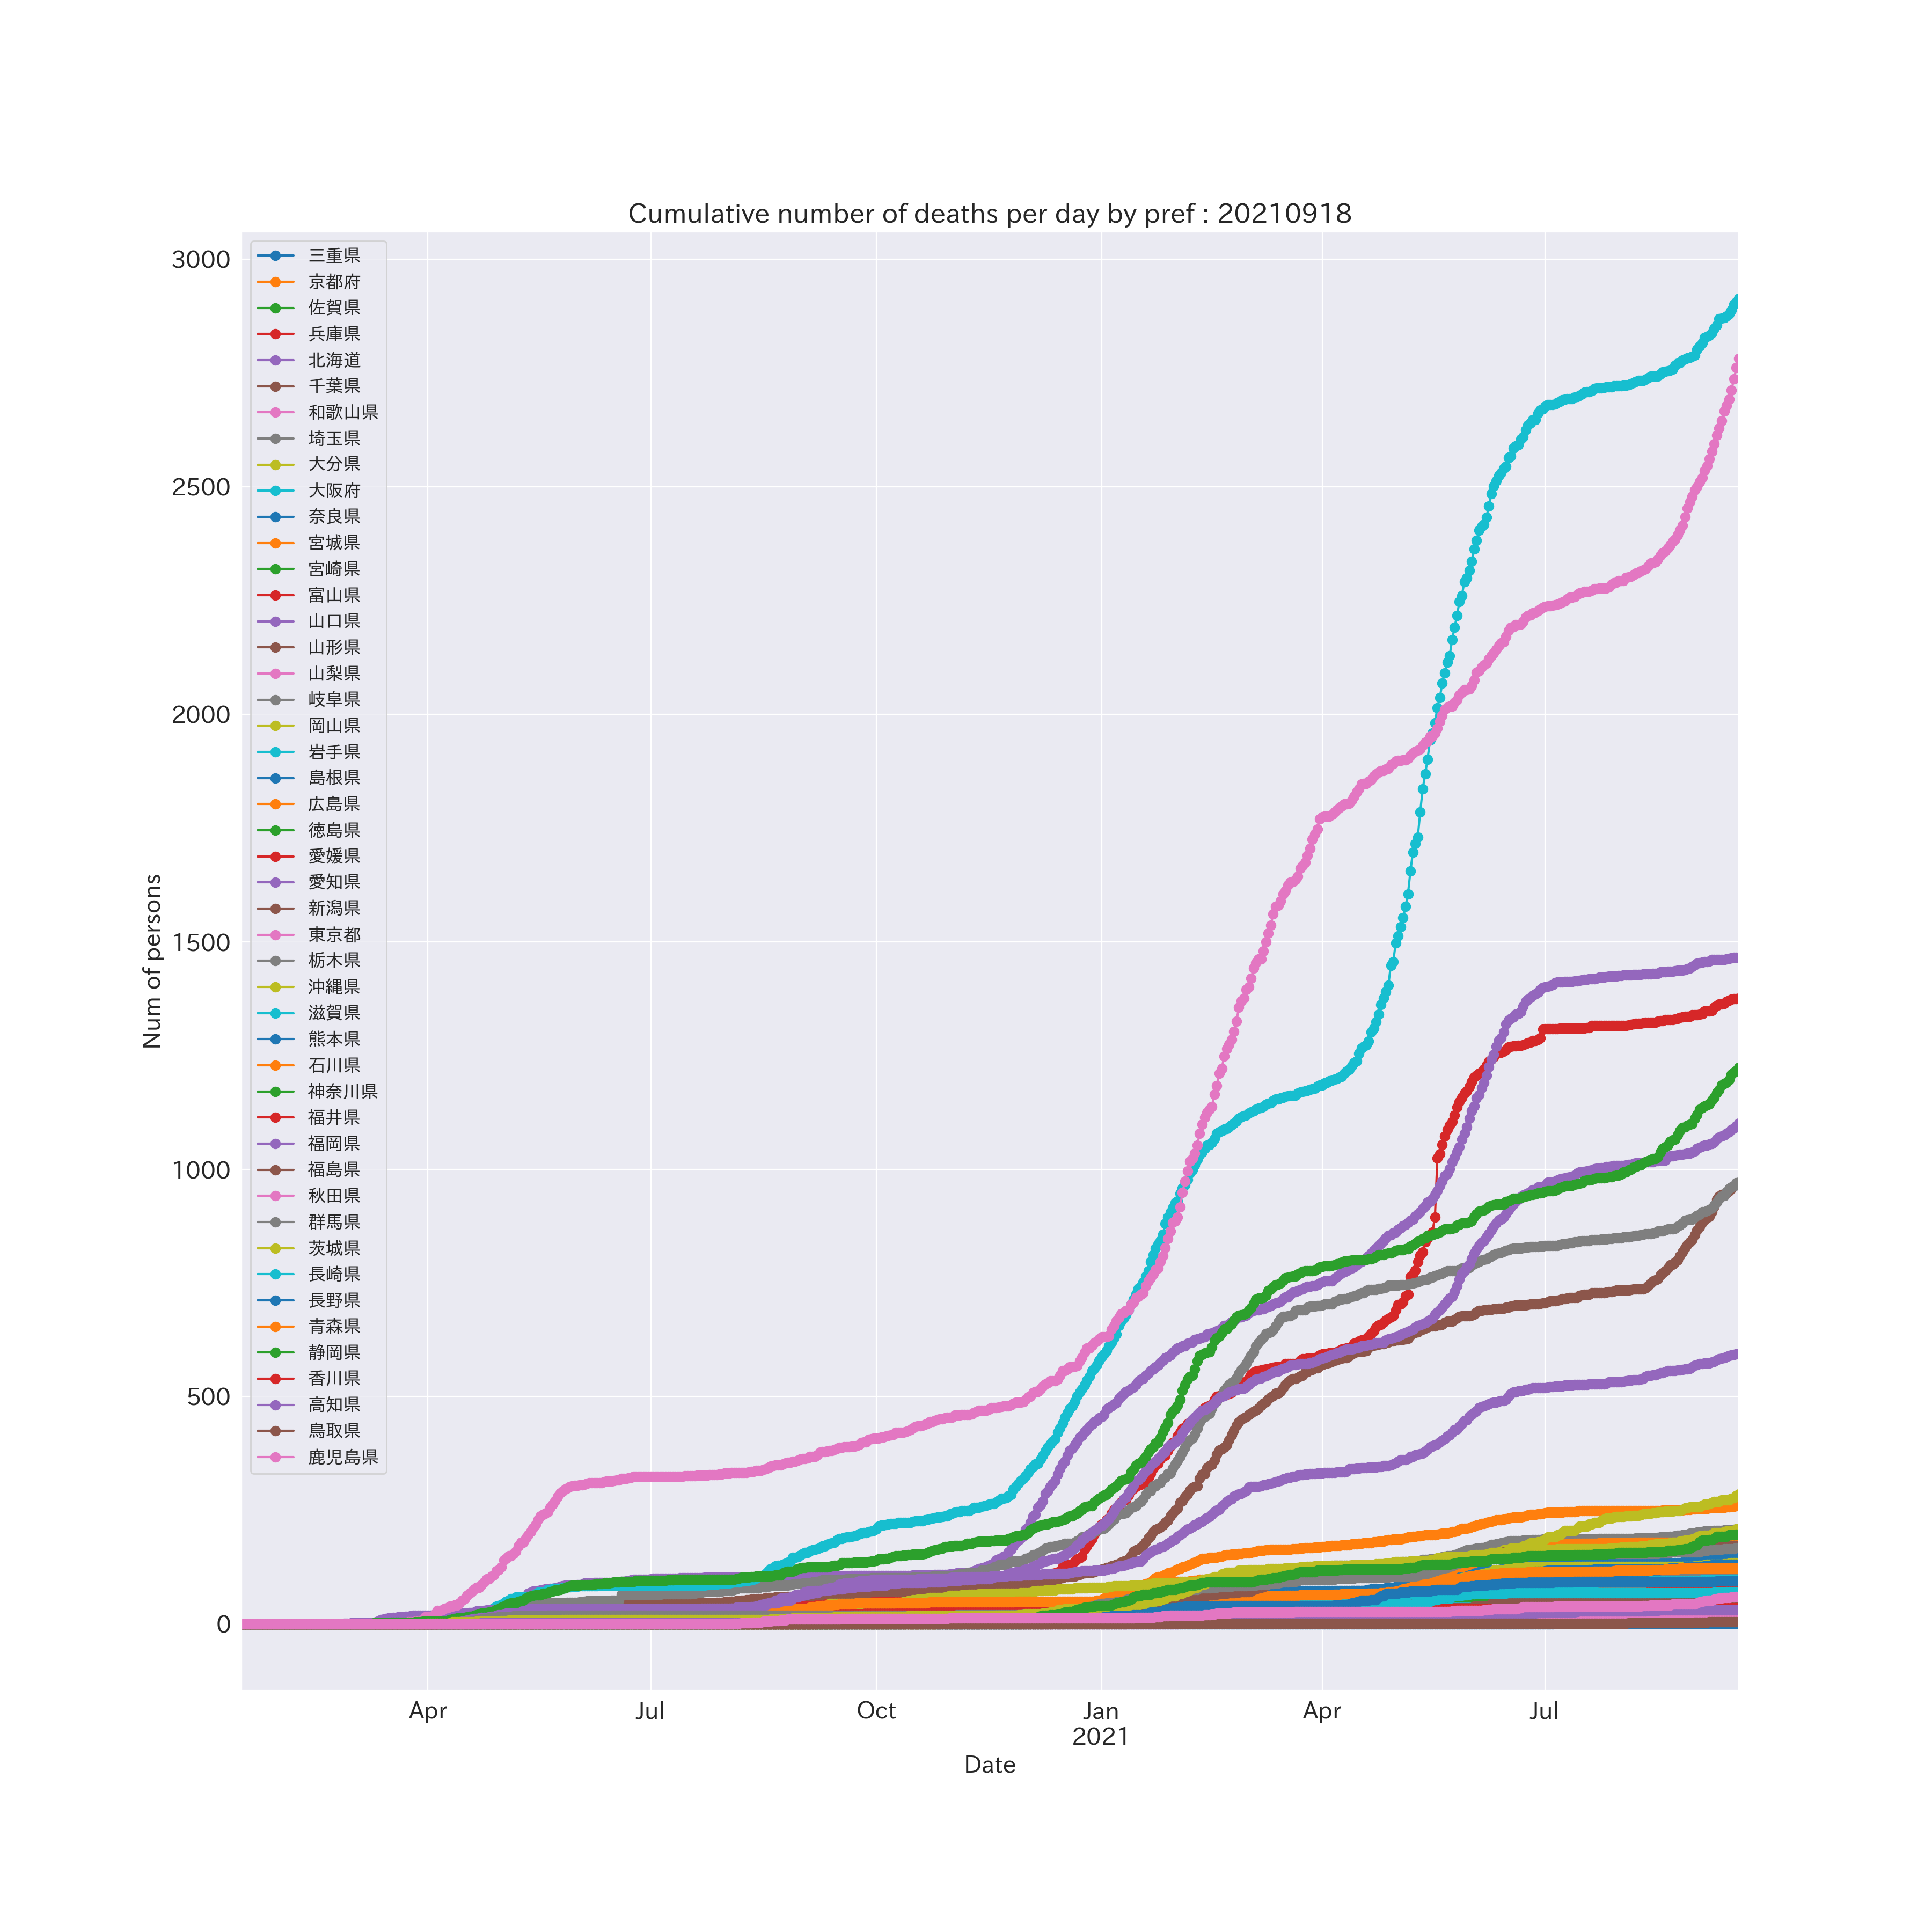 Cumulative number of deaths per day by pref : 20210918
3000
2500
2000
1500
1000
500
0
Num of persons
三重県
京都府
佐賀県
兵庫県
北海道
千葉県
和歌山県
埼玉県
大分県
大阪府
奈良県
宮城県
宮崎県
富山県
山口県
山形県
山梨県
岐阜県
岡山県
岩手県
島根県
広島県
徳島県
愛媛県
愛知県
新潟県
東京都
栃木県
沖縄県
滋賀県
熊本県
石川県
神奈川県
福井県
福岡県
福島県
秋田県
群馬県
茨城県
長崎県
長野県
青森県
静岡県
香川県
高知県
鳥取県
鹿児島県
Apr Jul Oct Jan Apr Jul
2021
Date